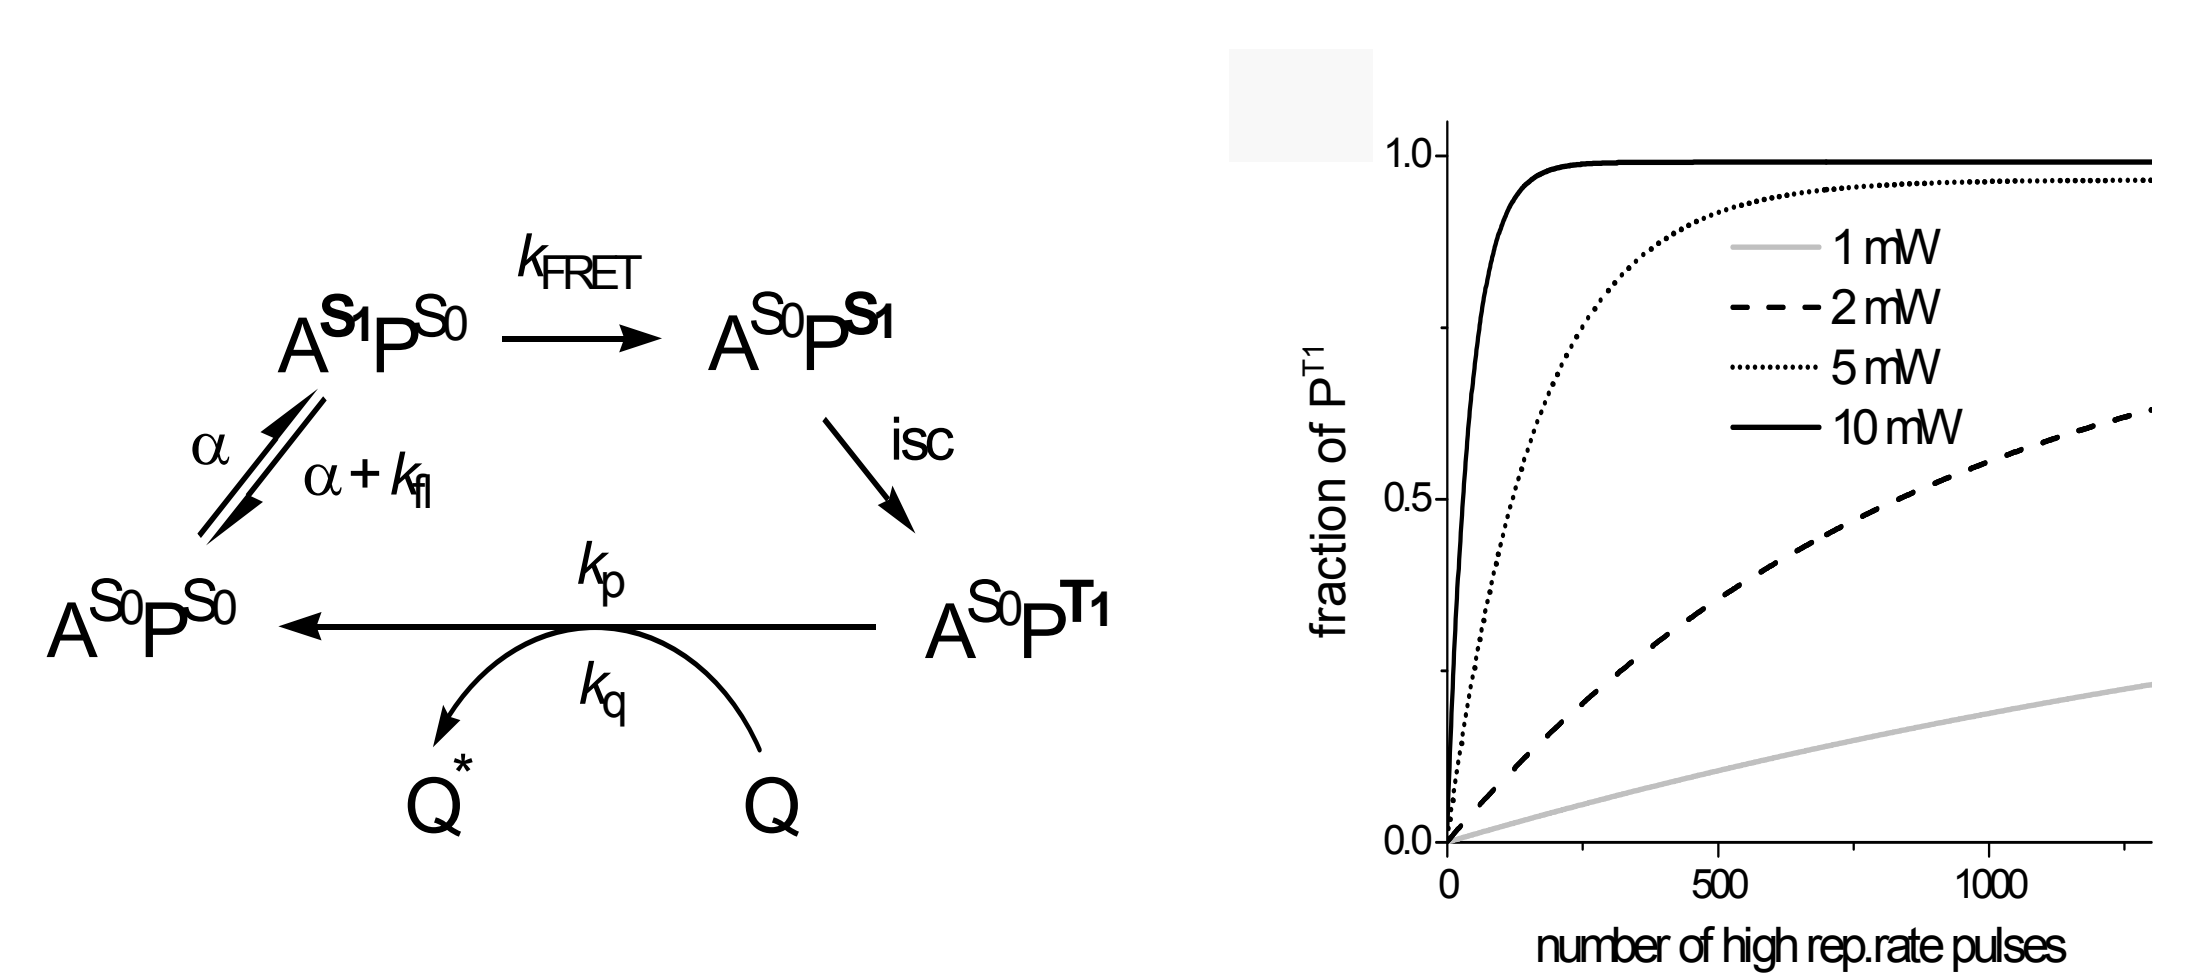 kFRET
AS1PS0
AS0PS1
α
α + kfl
isc
kp
AS0PS0
AS0PT1
kq
Q*
Q
fraction of PT1
1.0
0.5
0.0
1 mW
2 mW
5 mW
10 mW
0
500
1000
number of high rep.rate pulses